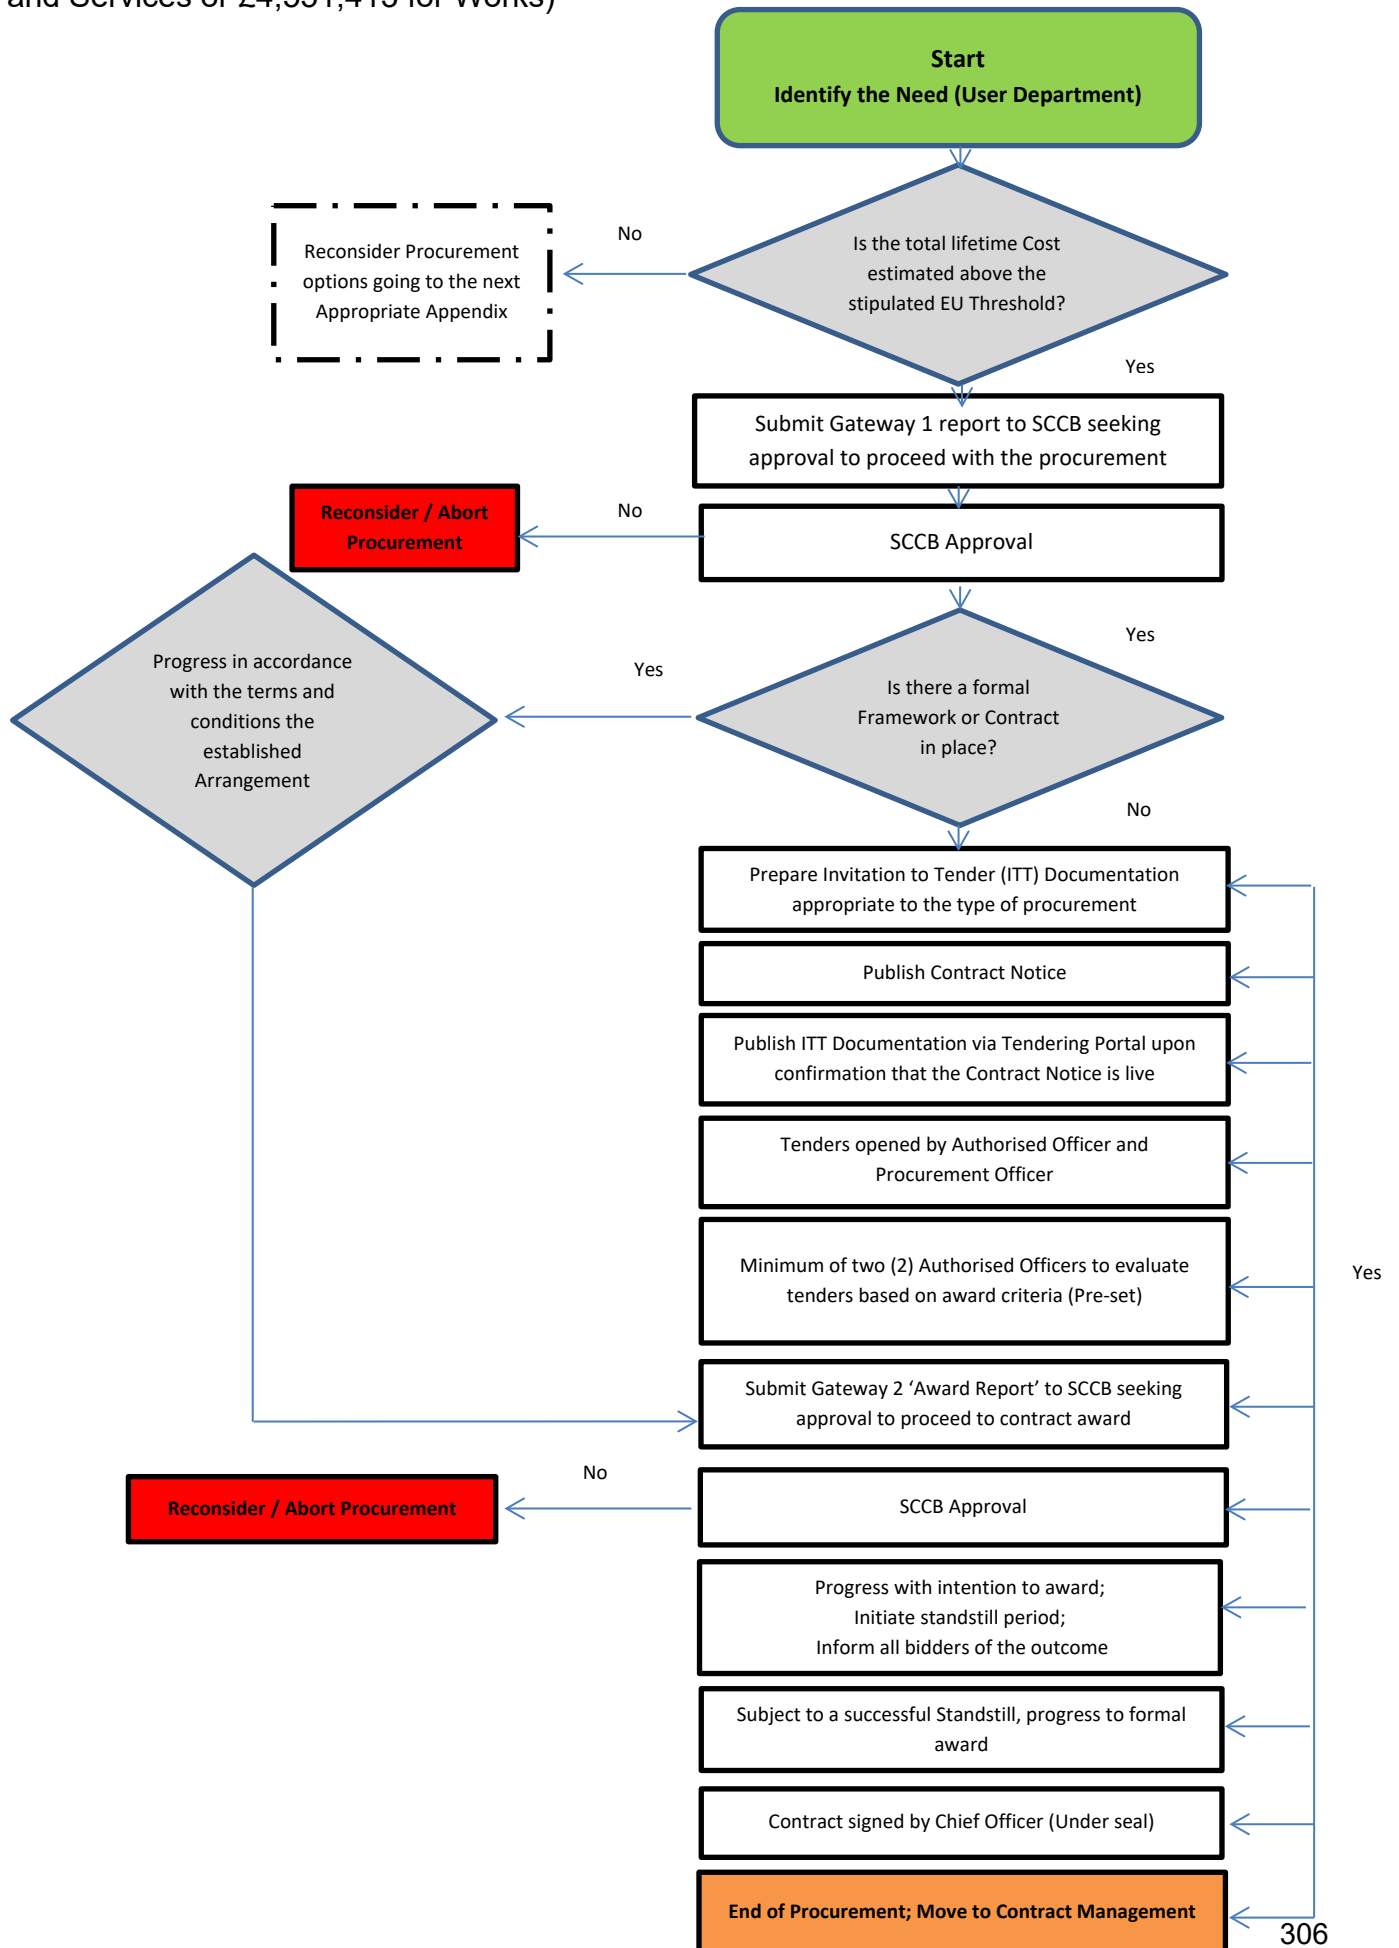 Start
Identify the Need (User Department)
No
Reconsider Procurement
options going to the next
Appropriate Appendix
Is the total lifetime Cost
estimated above the
stipulated EU Threshold?
Yes
Submit Gateway 1 report to SCCB seeking
approval to proceed with the procurement
No
Reconsider / Abort
Procurement
SCCB Approval
Yes
Yes
Progress in accordance
with the terms and
conditions the
established
Arrangement
Is there a formal
Framework or Contract
in place?
No
Prepare Invitation to Tender (ITT) Documentation
appropriate to the type of procurement
Publish Contract Notice
Publish ITT Documentation via Tendering Portal upon
confirmation that the Contract Notice is live
Tenders opened by Authorised Officer and
Procurement Officer
Minimum of two (2) Authorised Officers to evaluate
tenders based on award criteria (Pre-set)
Yes
Submit Gateway 2 ‘Award Report’ to SCCB seeking
approval to proceed to contract award
No
Reconsider / Abort Procurement
SCCB Approval
Progress with intention to award;
Initiate standstill period;
Inform all bidders of the outcome
Subject to a successful Standstill, progress to formal
award
Contract signed by Chief Officer (Under seal)
End of Procurement; Move to Contract Management
306